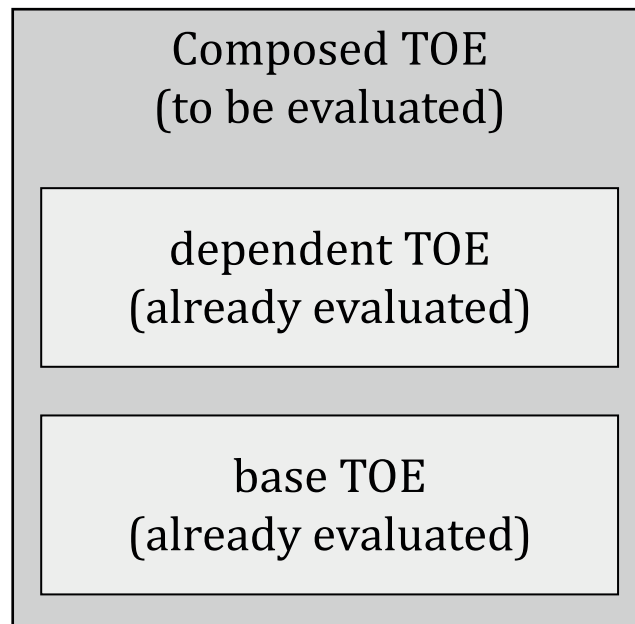 Composed TOE
(to be evaluated)
dependent TOE
(already evaluated)
base TOE
(already evaluated)